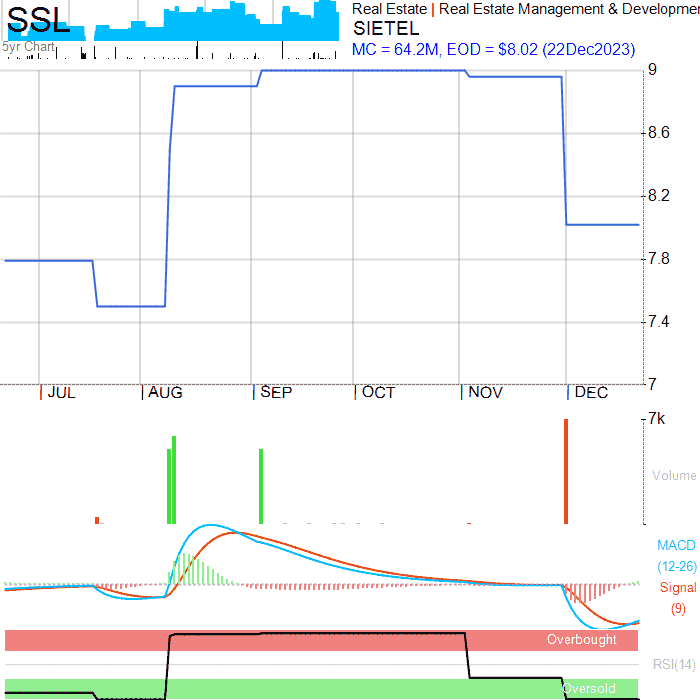 SSL
Real Estate | Real Estate Management & Developmen
SIETEL
5yr Chart
MC = 64.2M, EOD = $8.02 (22Dec2023)
9
8.6
8.2
7.8
7.4
7
JUL AUG SEP OCT NOV DEC
7k
Volume
MACD
(12-26)
Signal
(9)
Overbought
RSI(14)
Oversold